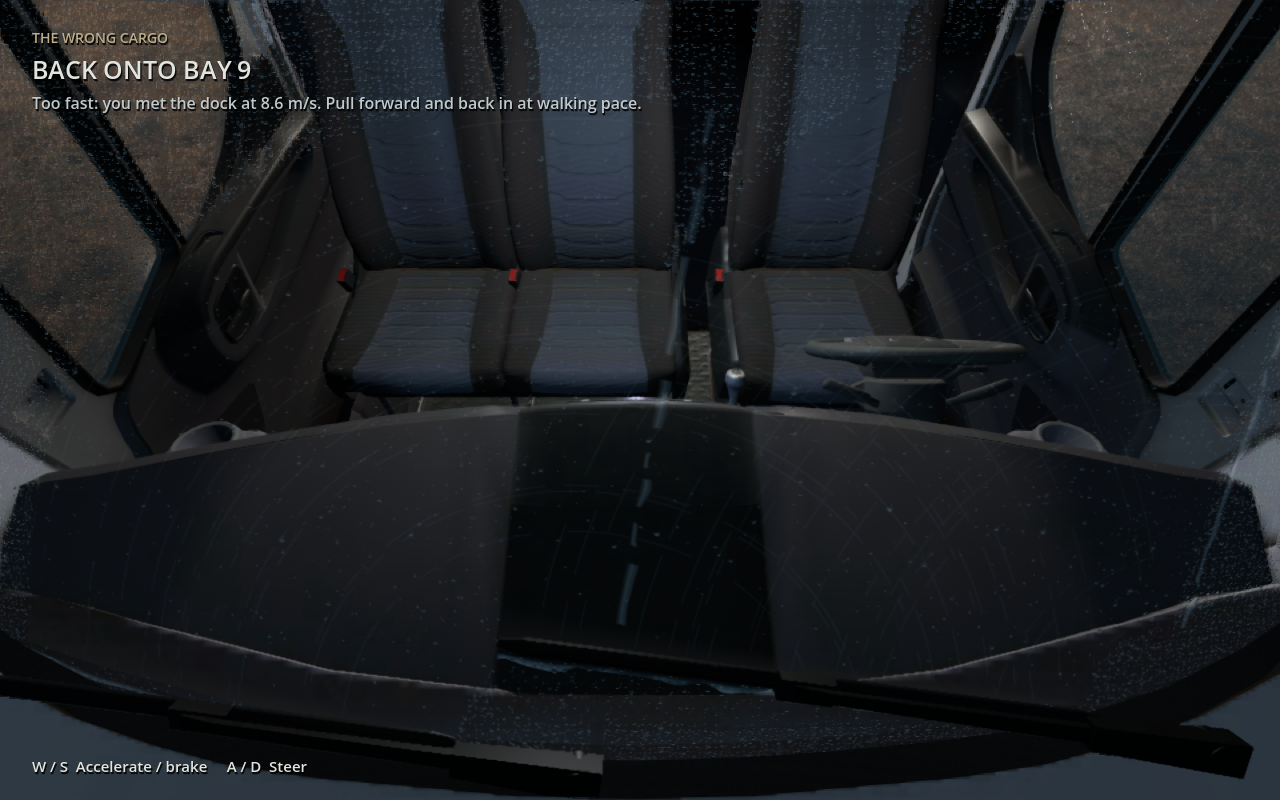 THE WRONG CARGO
BACK ONTO BAY 9
Too fast: you met the dock at 8.6 m/s. Pull forward and back in at walking pace.
W / S  Accelerate / brake    A / D  Steer